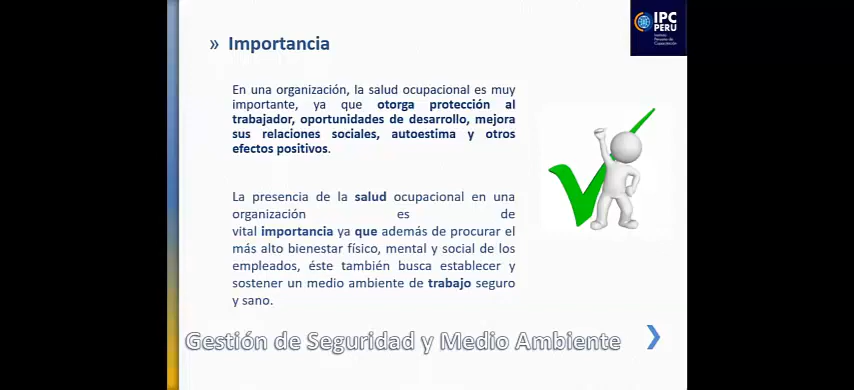 » Importancia
IPC
PERU
En una organización, la salud ocupacional es muy
importante, ya que otorga protección al
trabajador, oportunidades de desarrollo, mejora
sus relaciones sociales, autoestima y otros
efectos positivos.
La presencia de la salud ocupacional en una
organización es de
vital importancia ya que además de procurar el
más alto bienestar físico, mental y social de los
empleados, éste también busca establecer y
sostener un medio ambiente de trabajo seguro
y sano.
Gestión de Seguridad y Medio Ambiente